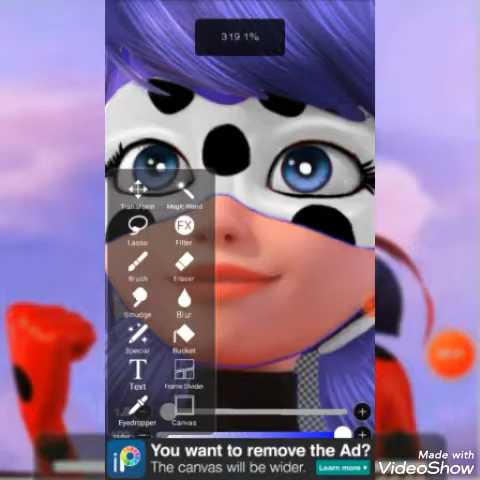 319.1%
Transform
Magic Wand
Lasso
FX
Filter
Brush
Eraser
Smudge
Blur
Special
Bucket
T
Text
Frame Divider
Eyedropper
Canvas
You want to remove the Ad?
The canvas will be wider.
Learn more
Made with
VideoShow